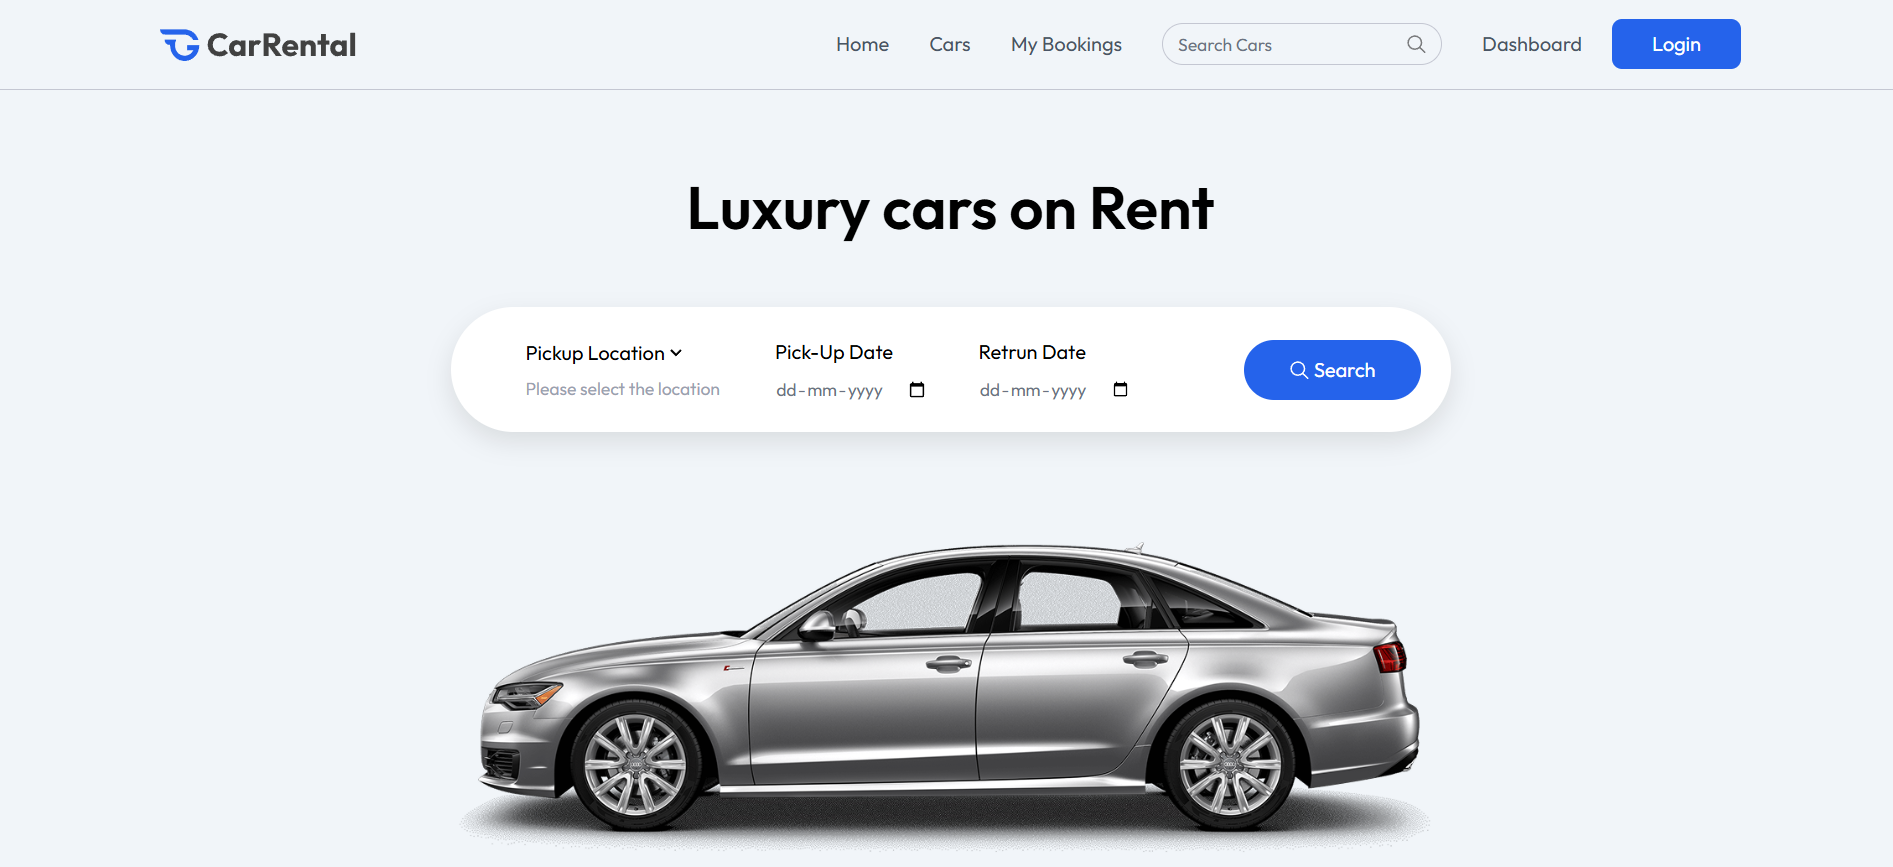 CarRental
Home Cars My Bookings Search Cars Dashboard Login
Luxury cars on Rent
Pickup Location Pick-Up Date Retrun Date
Please select the location dd-mm-yyyy dd-mm-yyyy
Search